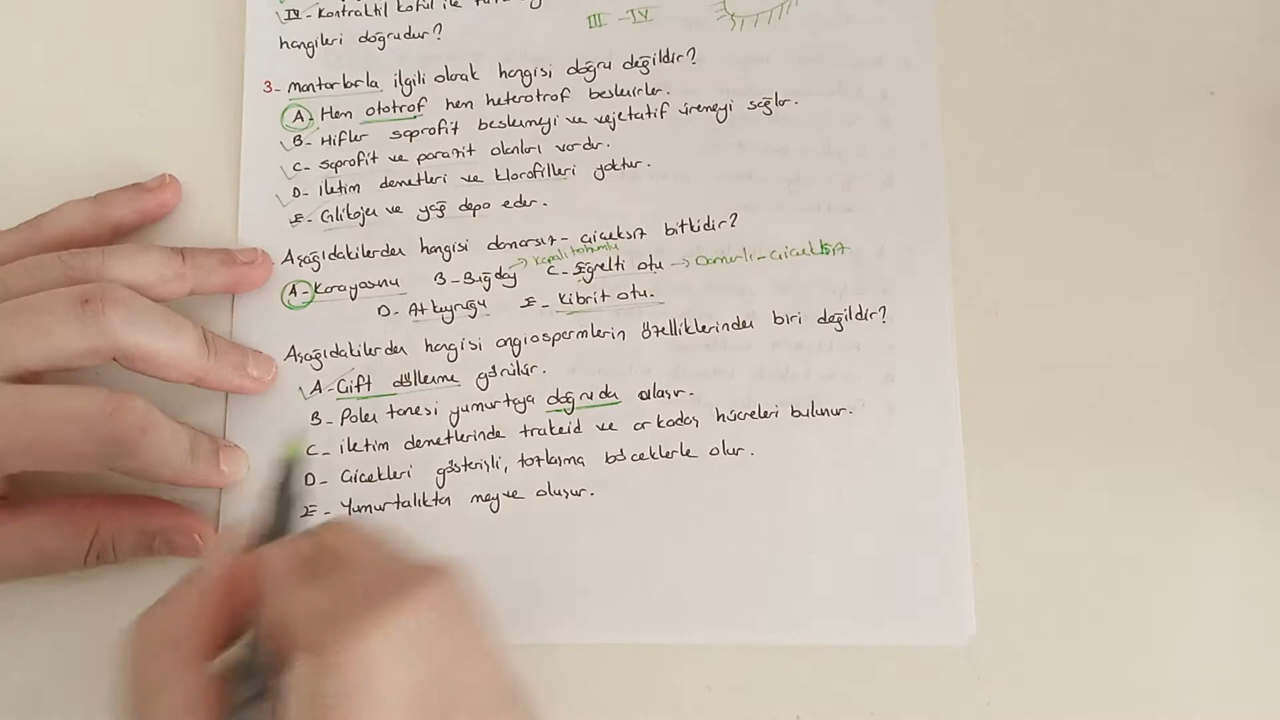 IV - Kontraktil koful ile
hangileri doğrudur?
III - IV
3- Mantarlarla ilgili olarak hangisi doğru değildir?
A- Hem ototrof hem heterotrof beslenirler.
B- Hifler saprofit beslenmeyi ve vejetatif üremeyi sağlar.
C- Saprofit ve parazit olanları vardır.
D- İletim demetleri ve klorofilleri yoktur.
E- Glikojen ve yağ depo eder.
Aşağıdakilerden hangisi damarsız - çiçeksiz bitkidir?
A- Karayosunu B- Buğday → Kapalı tohumlu C- Eğrelti otu → Damarlı - çiçeksiz
D- Atkuyruğu E- Kibrit otu.
Aşağıdakilerden hangisi angiospermlerin özelliklerinden biri değildir?
A- Çift döllenme görülür.
B- Polen tanesi yumurtaya doğrudan ulaşır.
C- İletim demetlerinde trakeid ve arkadaş hücreleri bulunur.
D- Çiçekleri gösterişli, tozlaşma böceklerle olur.
E- Yumurtalıktan meyve oluşur.